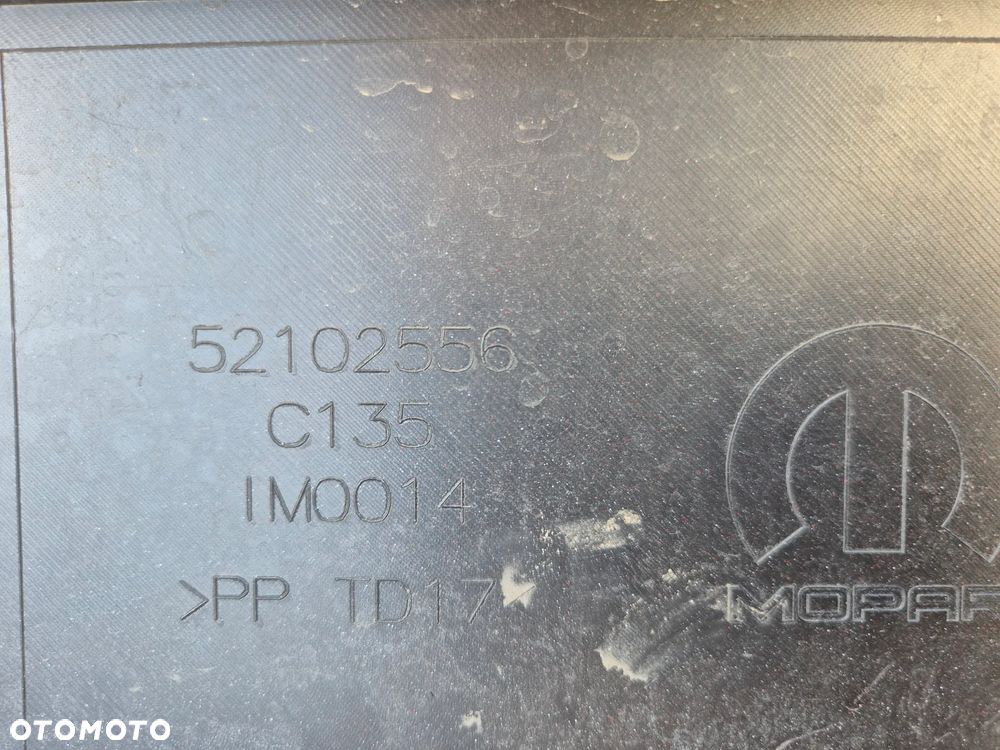 52102556
C135
IM0014
>PP TD17<
MOPAR
OTOMOTO